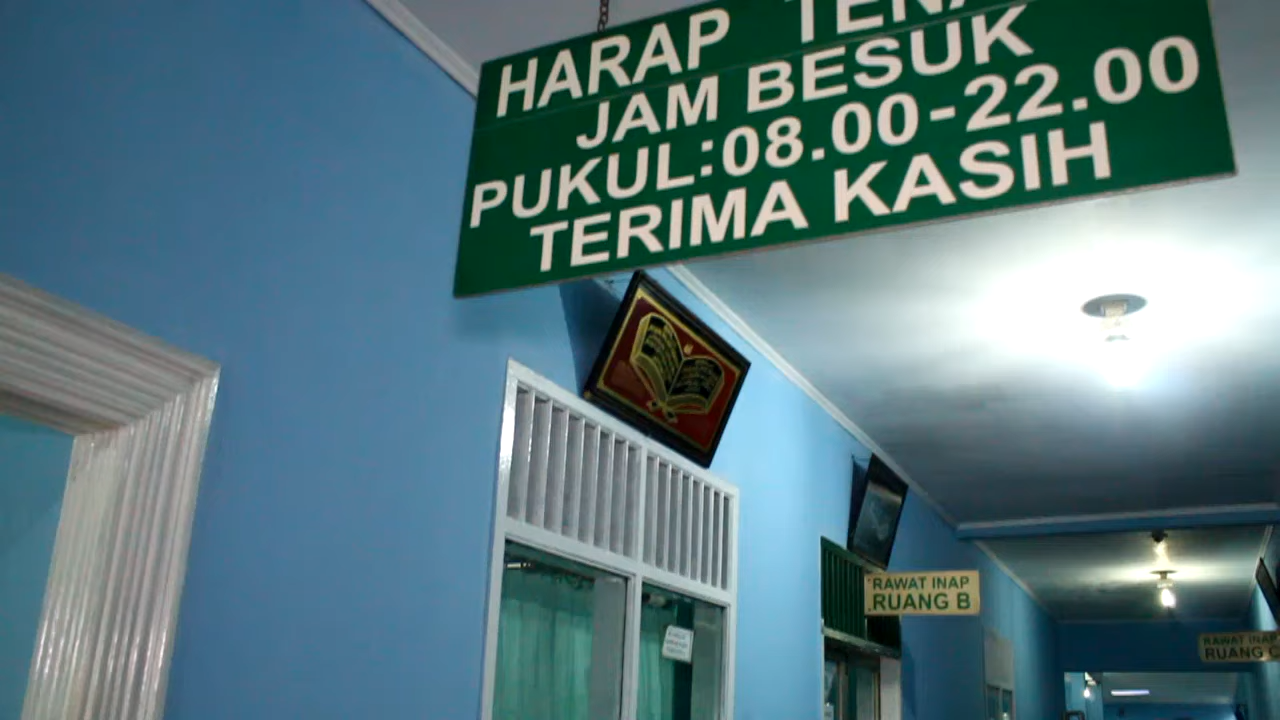 HARAP
JAM BESUK
PUKUL:08.00-22.00
TERIMA KASIH
RAWAT INAP
RUANG B
RAWAT INAP
RUANG C